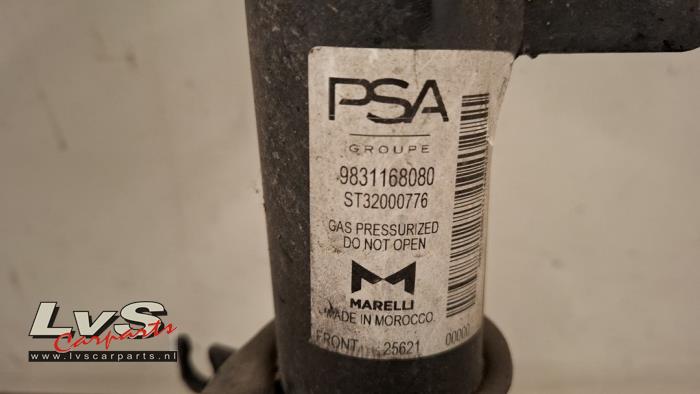 PSA
GROUPE
9831168080
ST32000776
GAS PRESSURIZED
DO NOT OPEN
MARELLI
MADE IN MOROCCO
FRONT 25621 00000
LvS
Carparts
www.lvscarparts.nl